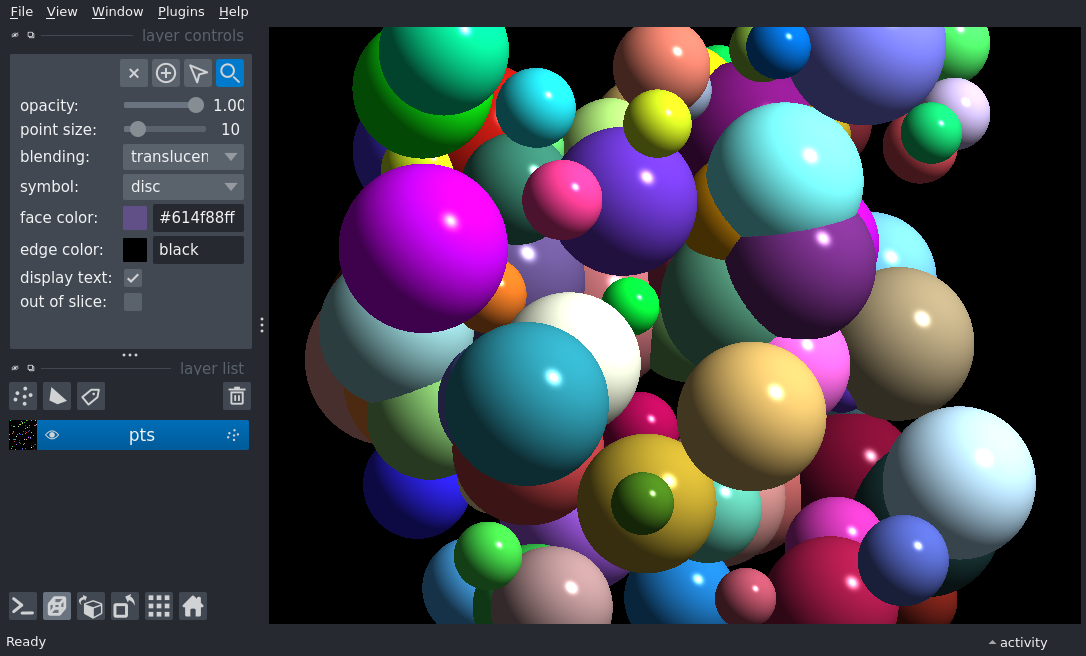 File View Window Plugins Help
layer controls
opacity: 1.00
point size: 10
blending: translucen
symbol: disc
face color: #614f88ff
edge color: black
display text:
out of slice:
layer list
pts
Ready
activity